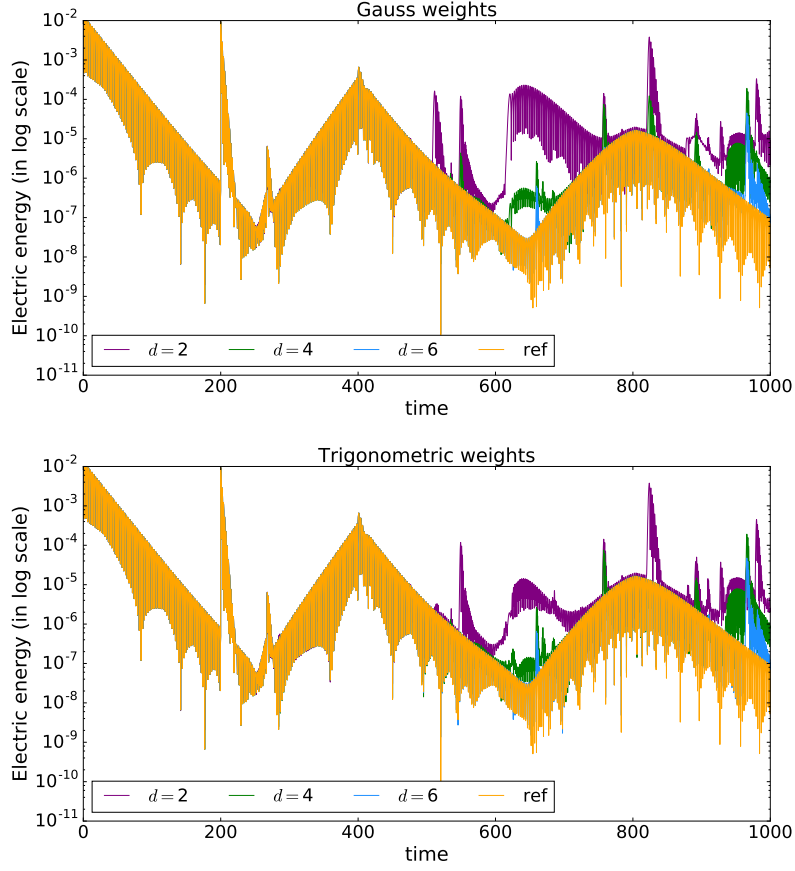 Gauss weights
Electric energy (in log scale)
10^-2
10^-3
10^-4
10^-5
10^-6
10^-7
10^-8
10^-9
10^-10
10^-11
d = 2 d = 4 d = 6 ref
0 200 400 600 800 1000
time
Trigonometric weights
Electric energy (in log scale)
10^-2
10^-3
10^-4
10^-5
10^-6
10^-7
10^-8
10^-9
10^-10
10^-11
d = 2 d = 4 d = 6 ref
0 200 400 600 800 1000
time